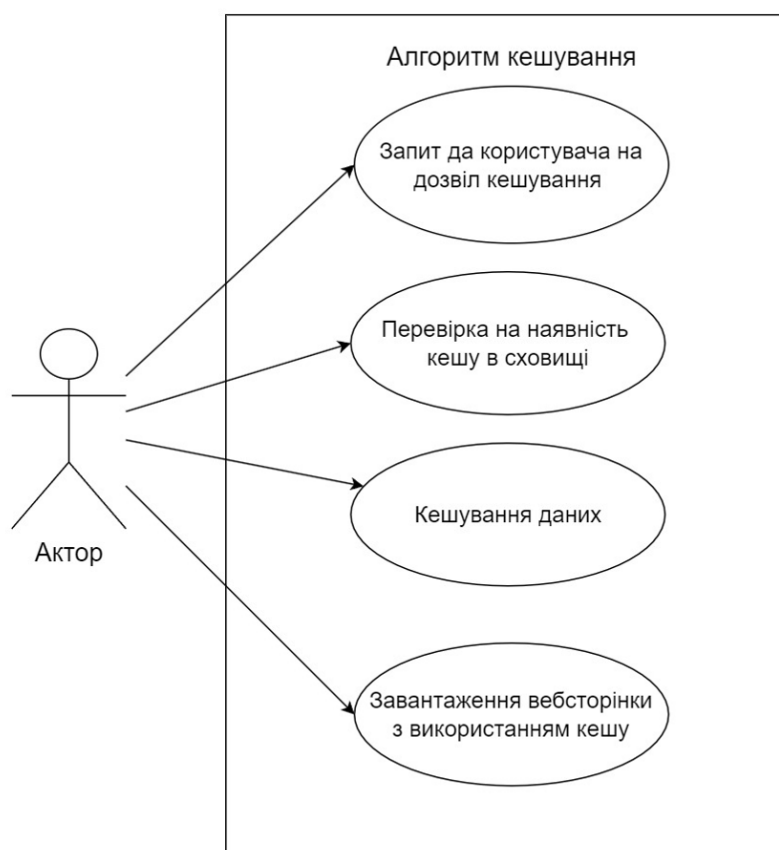 Алгоритм кешування
Запит да користувача на
дозвіл кешування
Перевірка на наявність
кешу в сховищі
Кешування даних
Актор
Завантаження вебсторінки
з використанням кешу